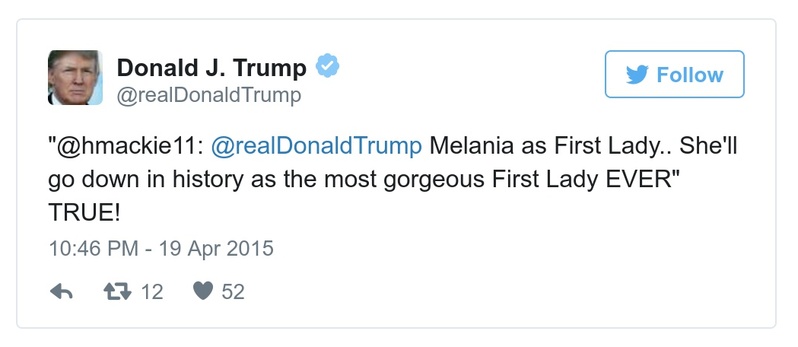 Donald J. Trump
Follow
@realDonaldTrump
"@hmackie11: @realDonaldTrump Melania as First Lady.. She'll
go down in history as the most gorgeous First Lady EVER"
TRUE!
10:46 PM - 19 Apr 2015
12 52